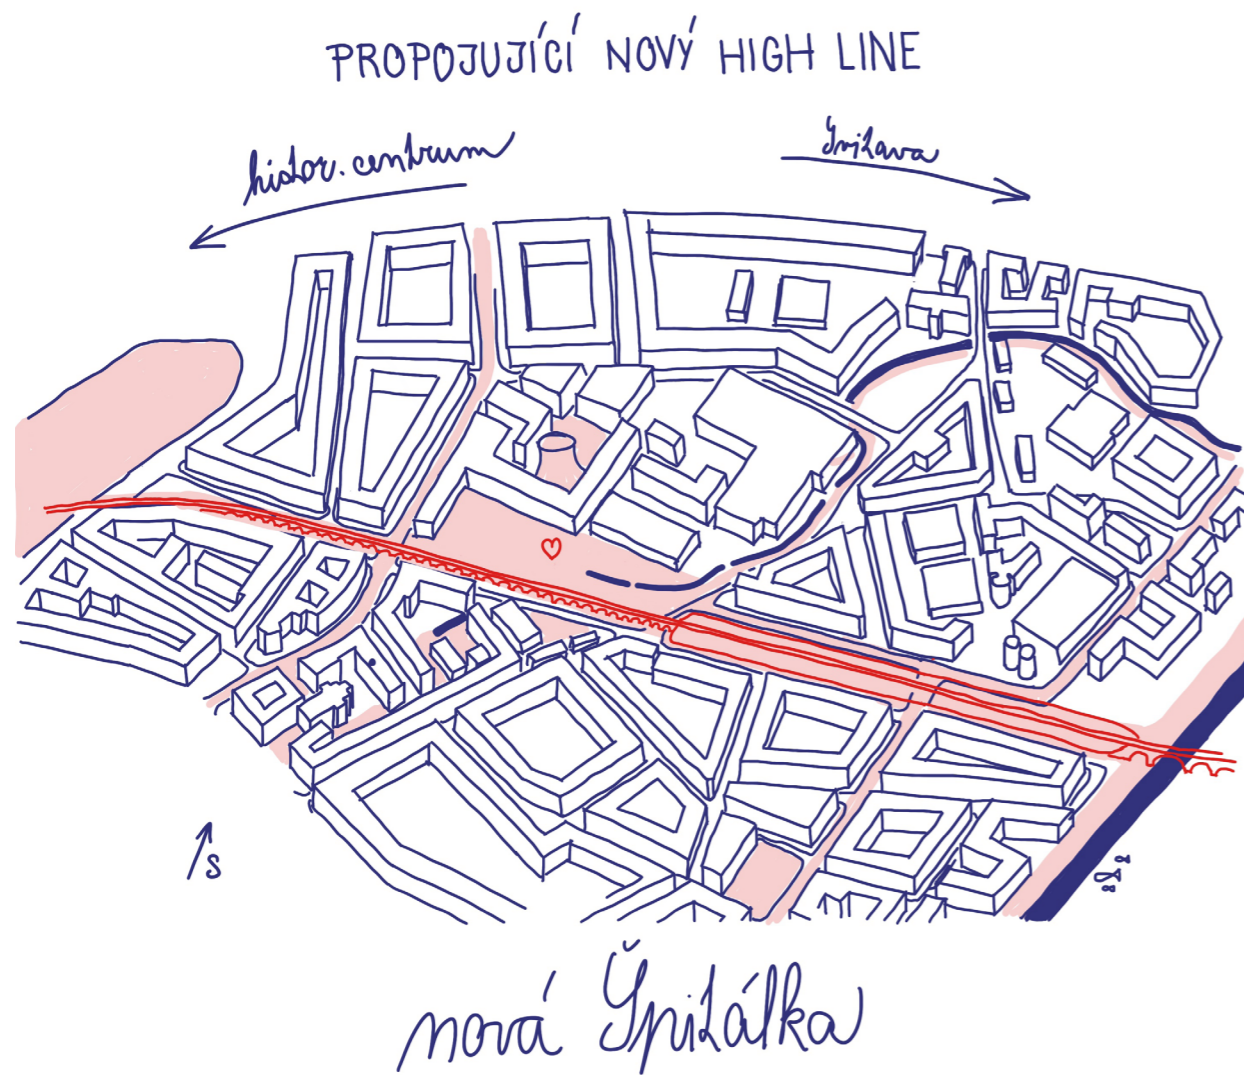 PROPOJUJÍCÍ NOVÝ HIGH LINE
histor. centrum
Svitava
S
nová Špitálka